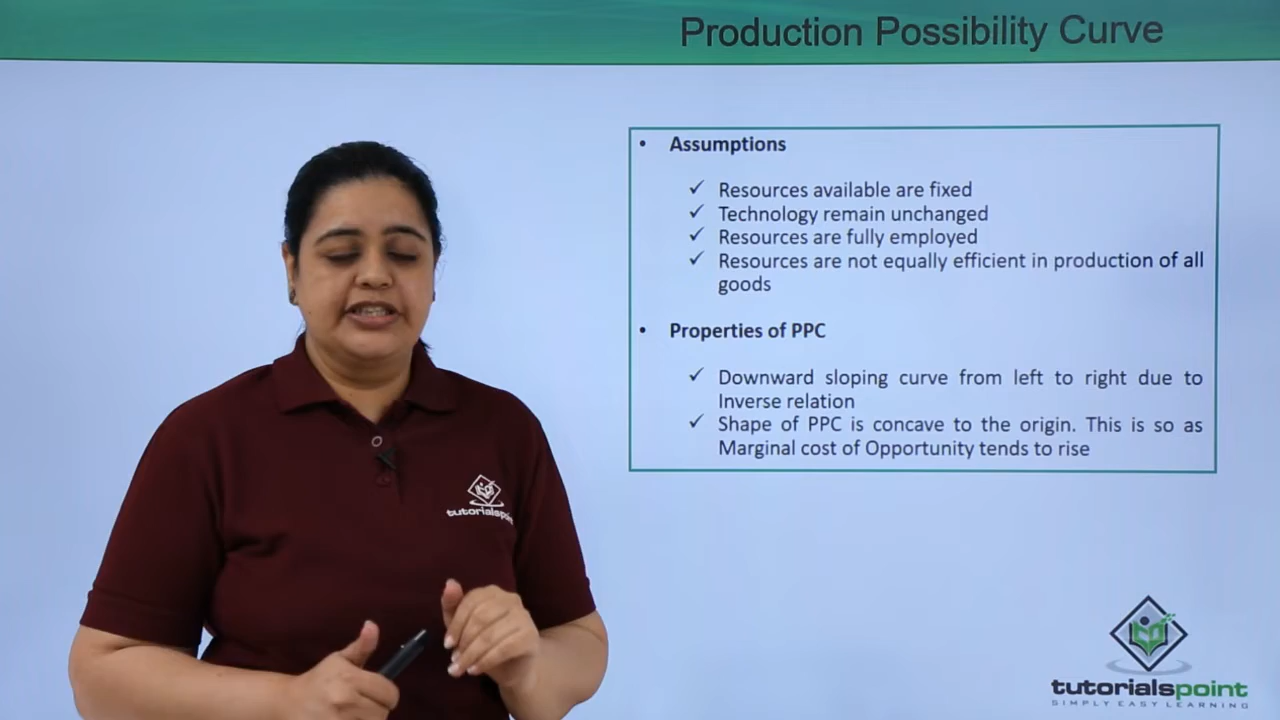 Production Possibility Curve
• Assumptions
✓ Resources available are fixed
✓ Technology remain unchanged
✓ Resources are fully employed
✓ Resources are not equally efficient in production of all
goods
• Properties of PPC
✓ Downward sloping curve from left to right due to
Inverse relation
✓ Shape of PPC is concave to the origin. This is so as
Marginal cost of Opportunity tends to rise
tutorialspoint
tutorialspoint
SIMPLY EASY LEARNING